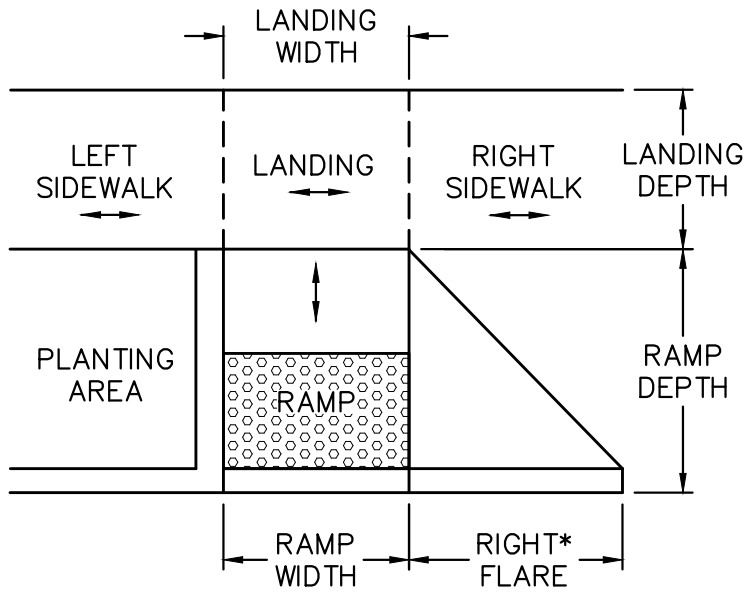 LANDING
WIDTH
LEFT
SIDEWALK
LANDING
RIGHT
SIDEWALK
LANDING
DEPTH
PLANTING
AREA
RAMP
RAMP
DEPTH
RAMP
WIDTH
RIGHT*
FLARE